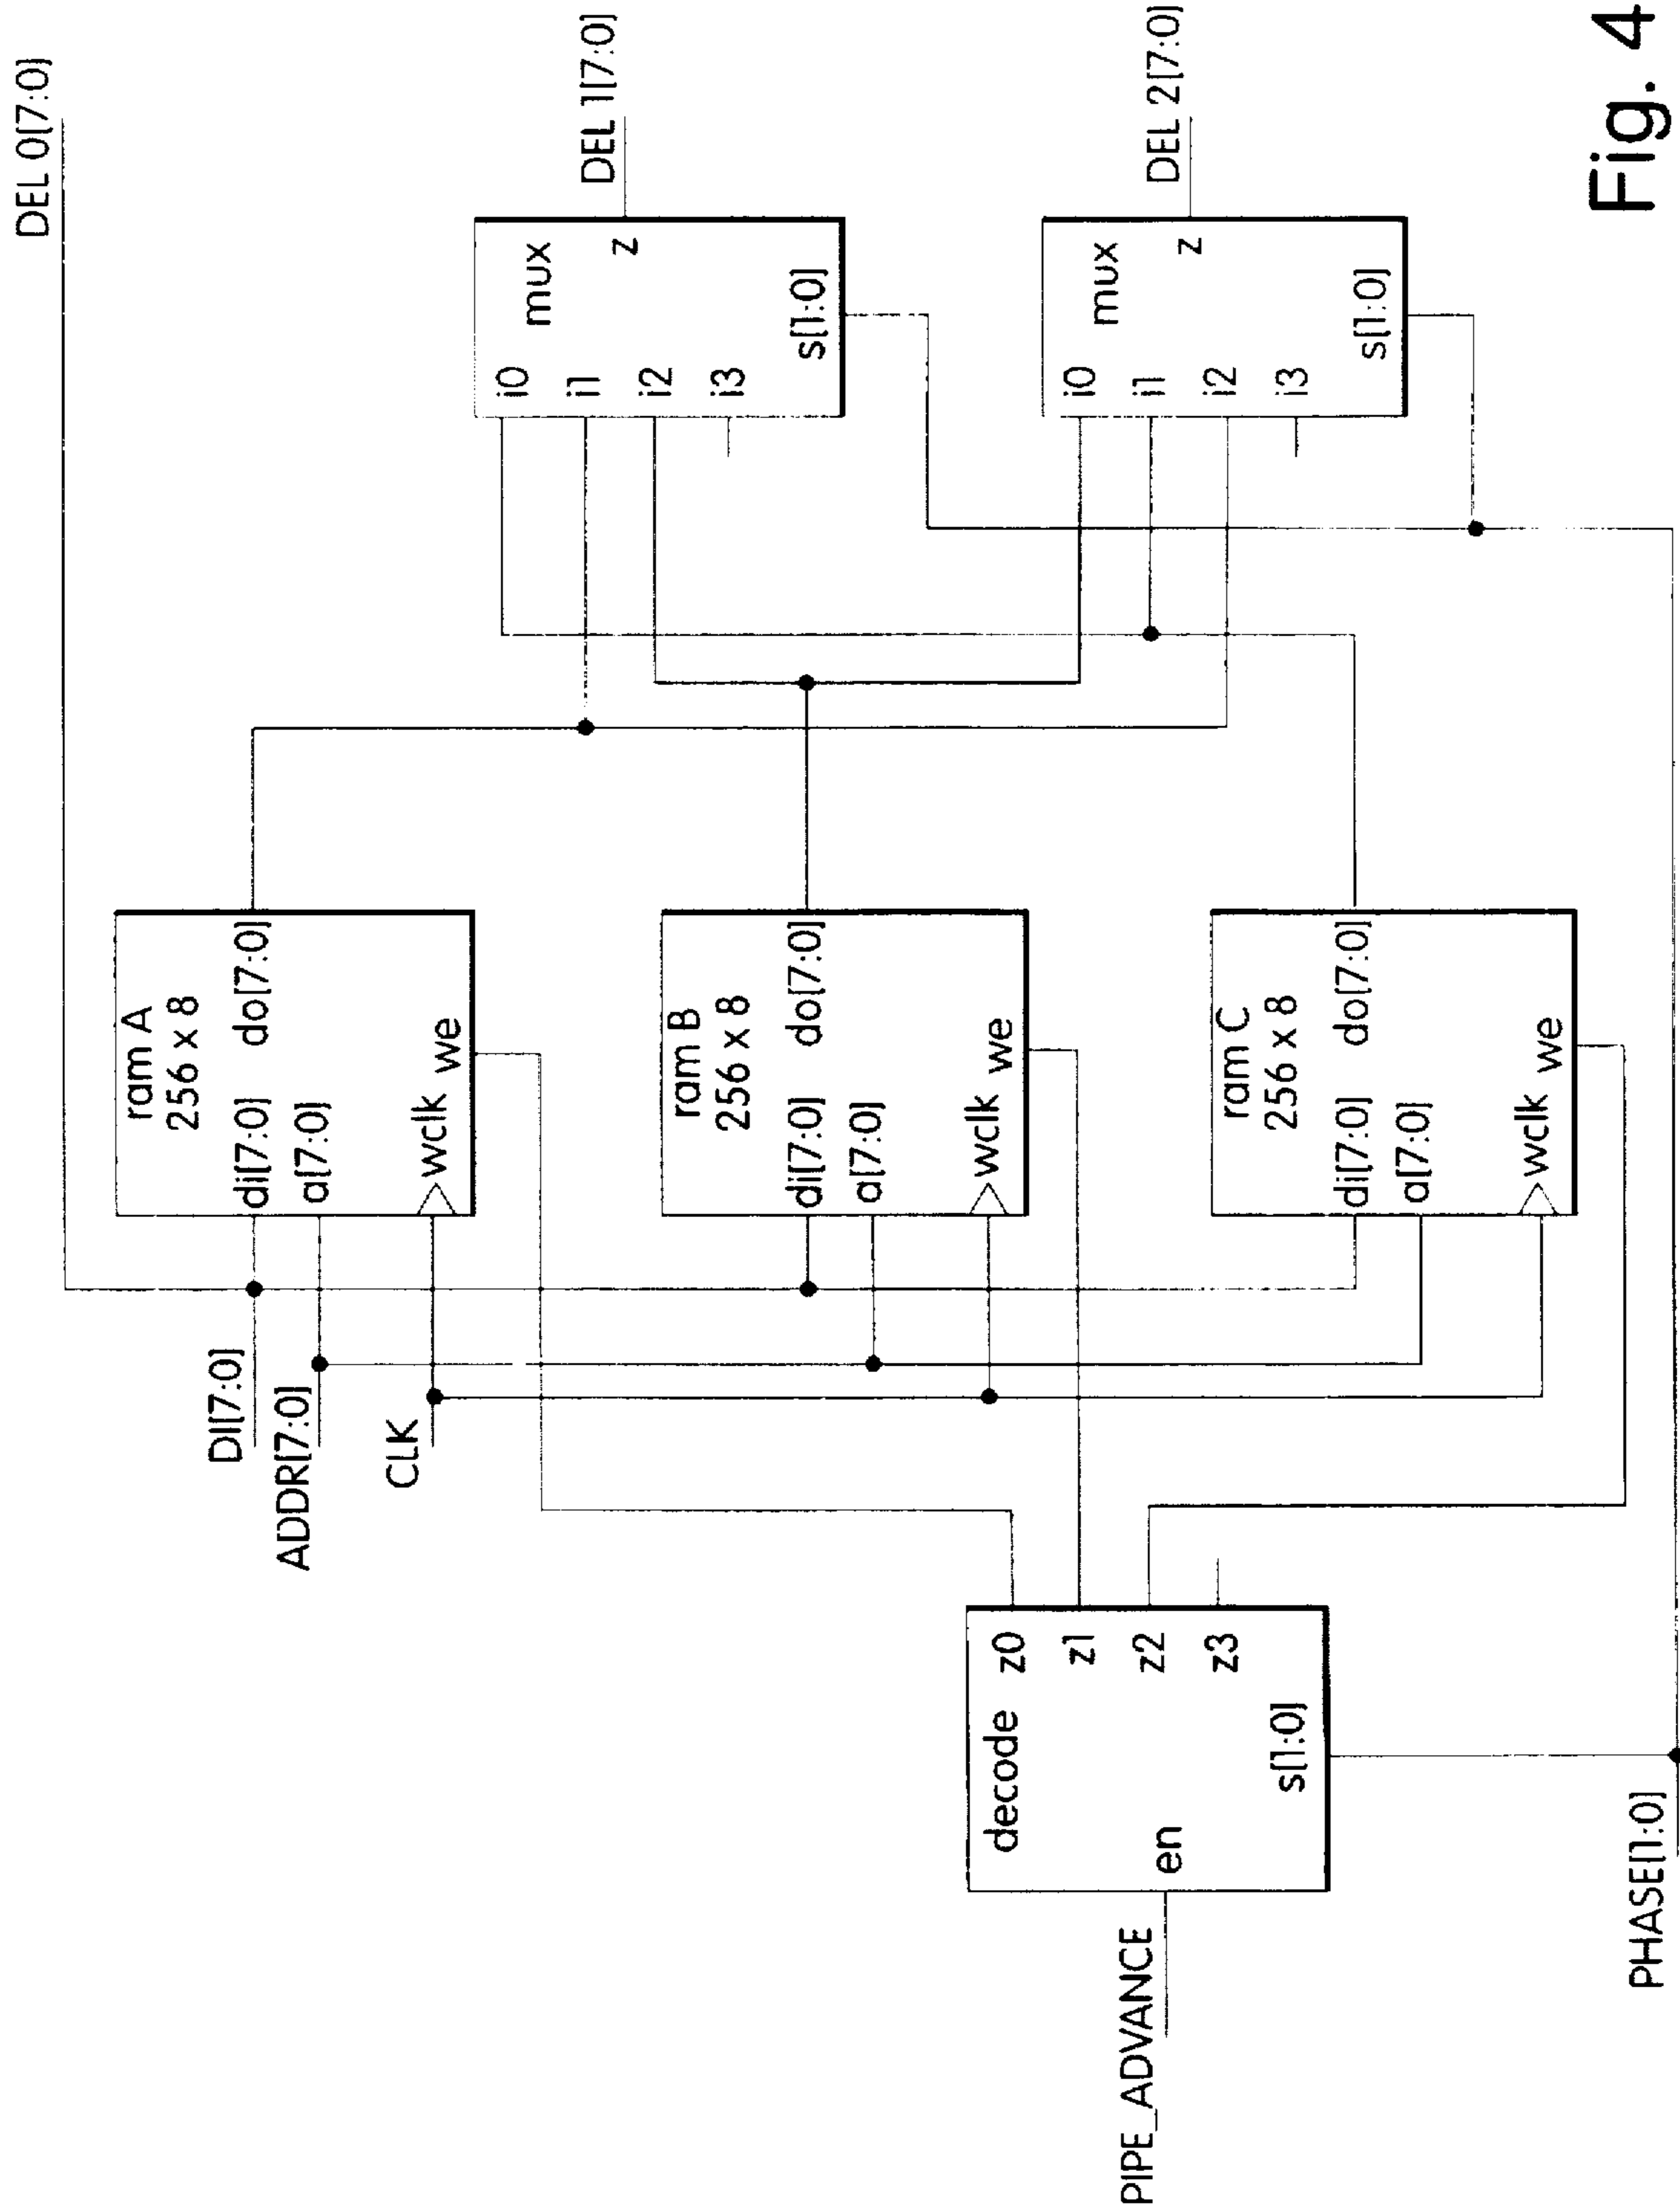 DEL 0[7:0]
DI[7:0]
ADDR[7:0]
CLK
ram A
256 x 8
di[7:0] do[7:0]
a[7:0]
wclk we
ram B
256 x 8
di[7:0] do[7:0]
a[7:0]
wclk we
ram C
256 x 8
di[7:0] do[7:0]
a[7:0]
wclk we
mux
i0
i1
i2
i3
z
s[1:0]
DEL 1[7:0]
mux
i0
i1
i2
i3
z
s[1:0]
DEL 2[7:0]
decode
z0
z1
z2
z3
en
s[1:0]
PIPE_ADVANCE
PHASE[1:0]
Fig. 4